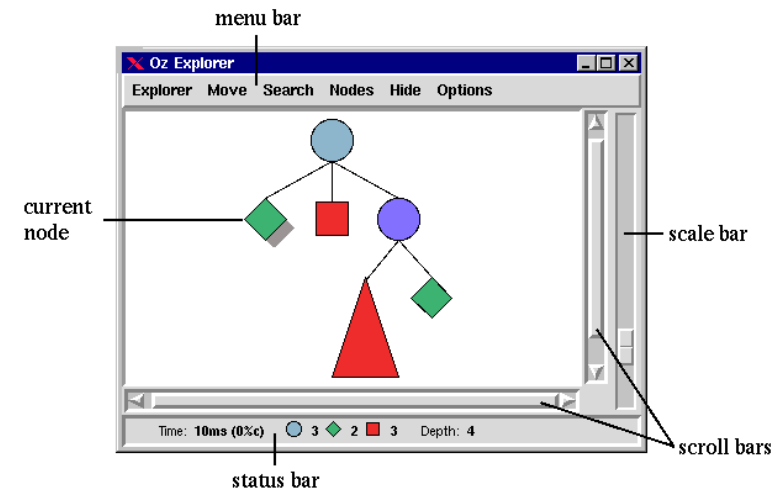 menu bar
Oz Explorer
Explorer Move Search Nodes Hide Options
current
node
scale bar
Time: 10ms (0%c) 3 2 3 Depth: 4
scroll bars
status bar